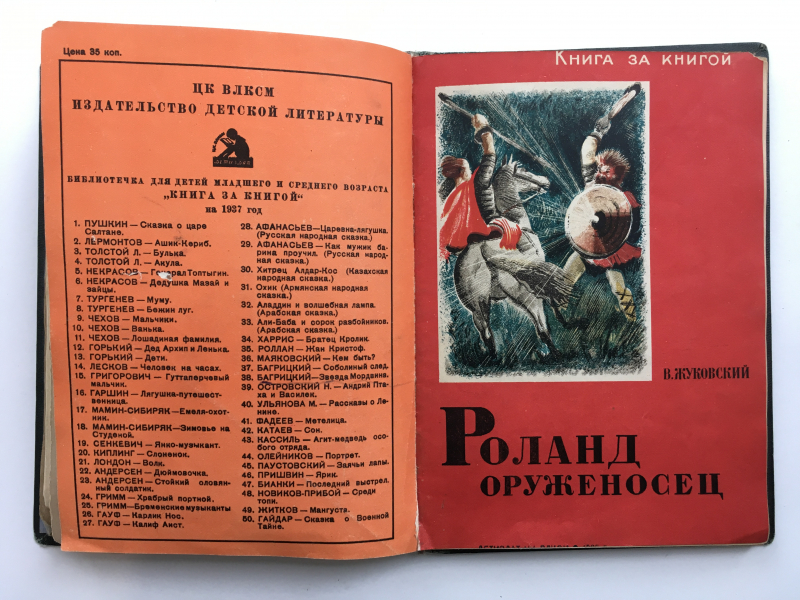 Цена 35 коп.
ЦК ВЛКСМ
ИЗДАТЕЛЬСТВО ДЕТСКОЙ ЛИТЕРАТУРЫ
БИБЛИОТЕЧКА ДЛЯ ДЕТЕЙ МЛАДШЕГО И СРЕДНЕГО ВОЗРАСТА
„КНИГА ЗА КНИГОЙ“
на 1937 год
1. ПУШКИН — Сказка о царе
Салтане.
2. ЛЕРМОНТОВ — Ашик-Кериб.
3. ТОЛСТОЙ Л. — Булька.
4. ТОЛСТОЙ Л. — Акула.
5. НЕКРАСОВ — Генерал Топтыгин.
6. НЕКРАСОВ — Дедушка Мазай и
зайцы.
7. ТУРГЕНЕВ — Муму.
8. ТУРГЕНЕВ — Бежин луг.
9. ЧЕХОВ — Мальчики.
10. ЧЕХОВ — Ванька.
11. ЧЕХОВ — Лошадиная фамилия.
12. ГОРЬКИЙ — Дед Архип и Ленька.
13. ГОРЬКИЙ — Дети.
14. ЛЕСКОВ — Человек на часах.
15. ГРИГОРОВИЧ — Гуттаперчевый
мальчик.
16. ГАРШИН — Лягушка-путешест-
венница.
17. МАМИН-СИБИРЯК — Емеля-охот-
ник.
18. МАМИН-СИБИРЯК — Зимовье на
Студеной.
19. СЕНКЕВИЧ — Янко-музыкант.
20. КИПЛИНГ — Слоненок.
21. ЛОНДОН — Волк.
22. АНДЕРСЕН — Дюймовочка.
23. АНДЕРСЕН — Стойкий оловян-
ный солдатик.
24. ГРИММ — Храбрый портной.
25. ГРИММ — Бременские музыканты
26. ГАУФ — Карлик Нос.
27. ГАУФ — Калиф Аист.
28. АФАНАСЬЕВ — Царевна-лягушка.
(Русская народная сказка.)
29. АФАНАСЬЕВ — Как мужик ба-
рина проучил. (Русская народ-
ная сказка.)
30. Хитрец Алдар-Кос (Казахская
народная сказка.)
31. Охик (Армянская народная
сказка.)
32. Аладдин и волшебная лампа.
(Арабская сказка.)
33. Али-Баба и сорок разбойников.
(Арабская сказка.)
34. ХАРРИС — Братец Кролик.
35. РОЛЛАН — Жан Кристоф.
36. МАЯКОВСКИЙ — Кем быть?
37. БАГРИЦКИЙ — Соболиный след.
38. БАГРИЦКИЙ — Звезда Мордвина.
39. ОСТРОВСКИЙ Н. — Андрий Пта-
ха и Василек.
40. УЛЬЯНОВА М. — Рассказы о Ле-
нине.
41. ФАДЕЕВ — Метелица.
42. КАТАЕВ — Сон.
43. КАССИЛЬ — Агит-медведь осо-
бого отряда.
44. ОЛЕЙНИКОВ — Портрет.
45. ПАУСТОВСКИЙ — Заячьи лапы.
46. ПРИШВИН — Ярик.
47. БИАНКИ — Последний выстрел.
48. НОВИКОВ-ПРИБОЙ — Среди
топи.
49. ЖИТКОВ — Мангуста.
50. ГАЙДАР — Сказка о Военной
Тайне.
КНИГА ЗА КНИГОЙ
В. ЖУКОВСКИЙ
РОЛАНД
ОРУЖЕНОСЕЦ